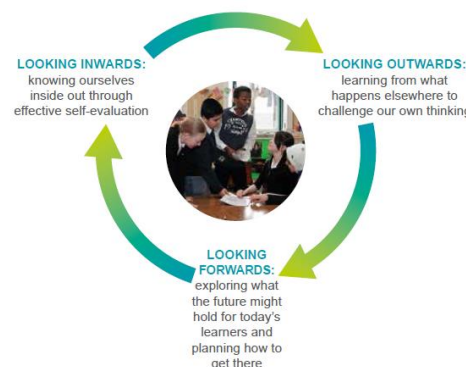 LOOKING INWARDS:
knowing ourselves
inside out through
effective self-evaluation
LOOKING OUTWARDS:
learning from what
happens elsewhere to
challenge our own thinking
LOOKING
FORWARDS:
exploring what
the future might
hold for today's
learners and
planning how to
get there